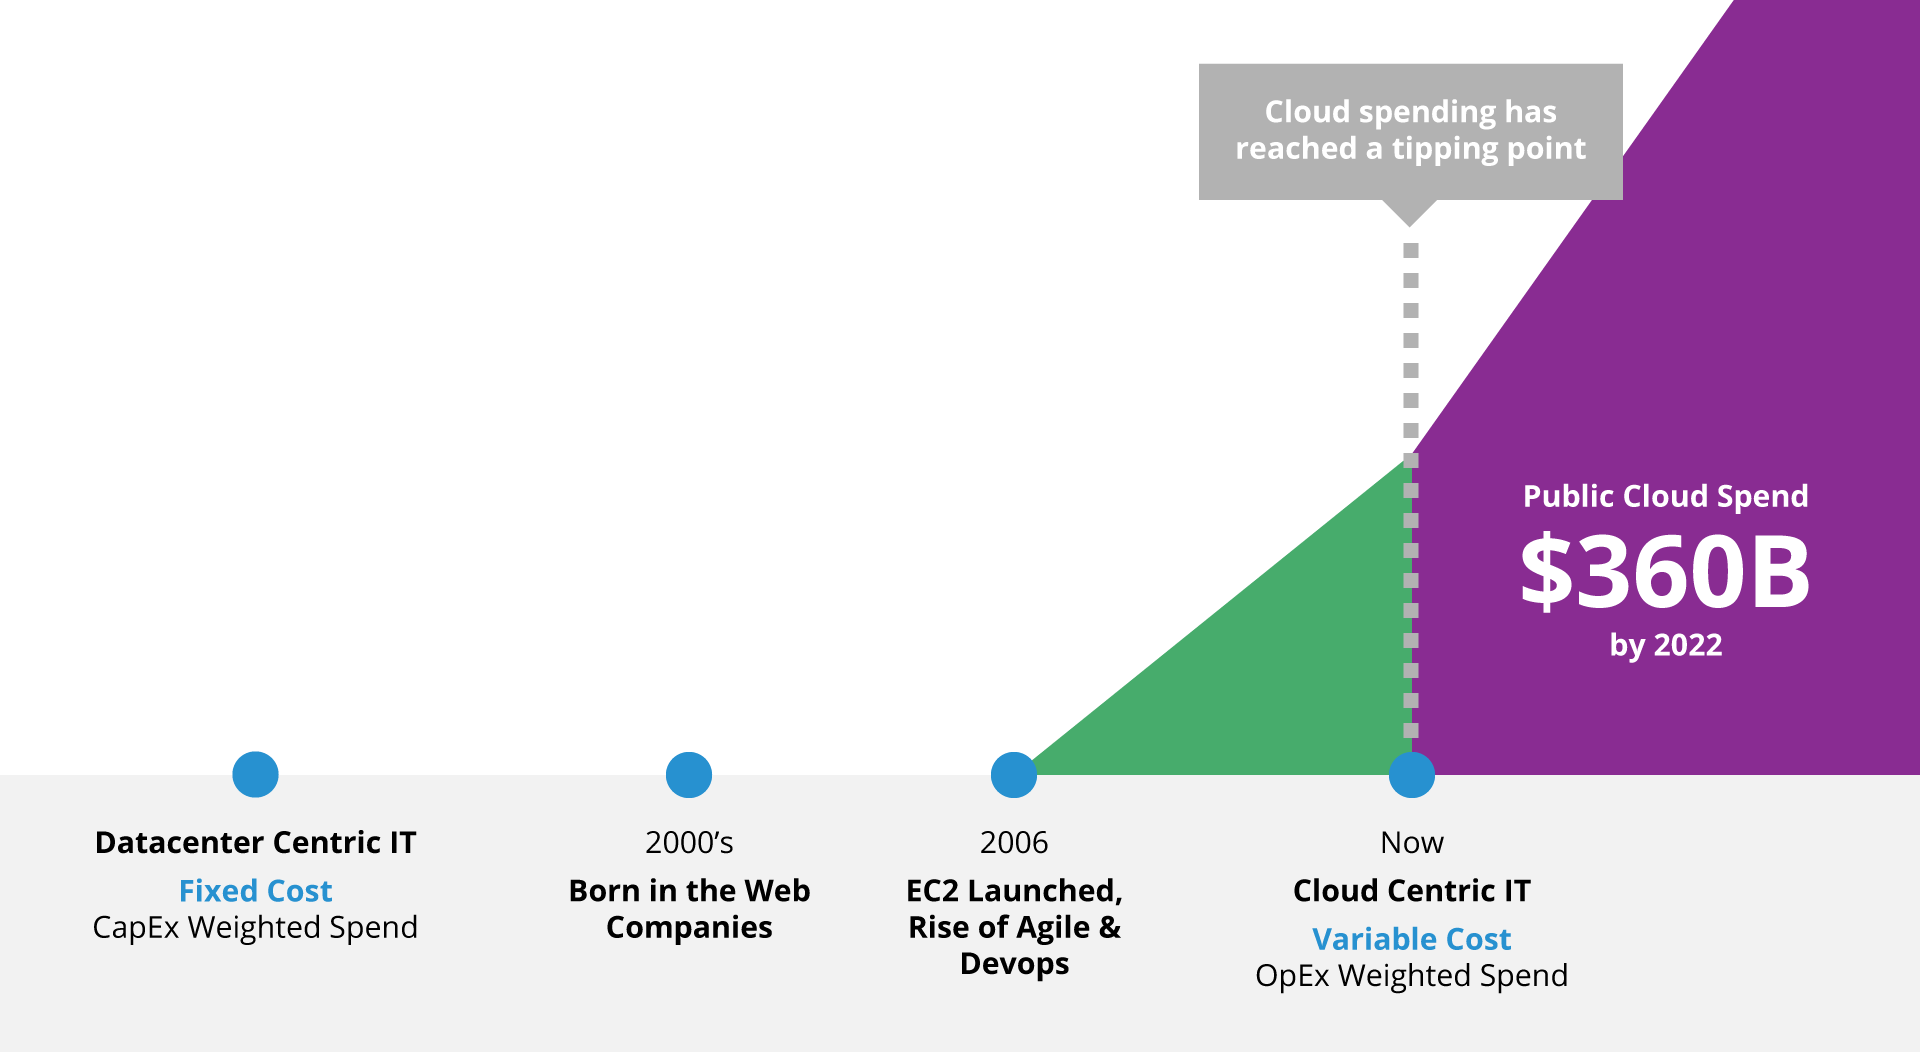 Cloud spending has
reached a tipping point
Public Cloud Spend
$360B
by 2022
Datacenter Centric IT
Fixed Cost
CapEx Weighted Spend
2000’s
Born in the Web
Companies
2006
EC2 Launched,
Rise of Agile &
Devops
Now
Cloud Centric IT
Variable Cost
OpEx Weighted Spend